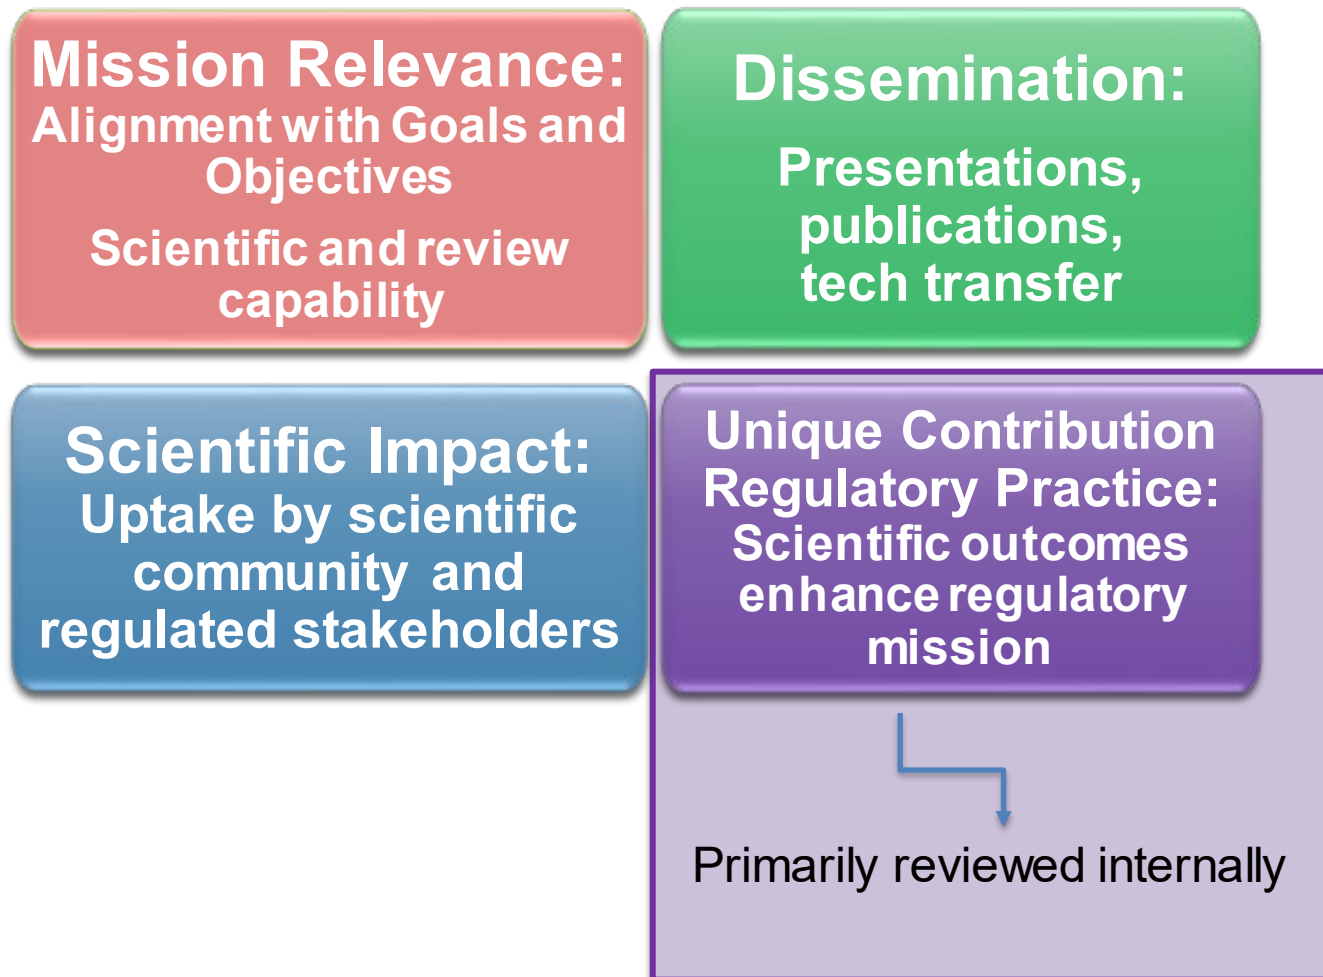 Mission Relevance:
Alignment with Goals and
Objectives
Scientific and review
capability
Dissemination:
Presentations,
publications,
tech transfer
Scientific Impact:
Uptake by scientific
community and
regulated stakeholders
Unique Contribution
Regulatory Practice:
Scientific outcomes
enhance regulatory
mission
Primarily reviewed internally